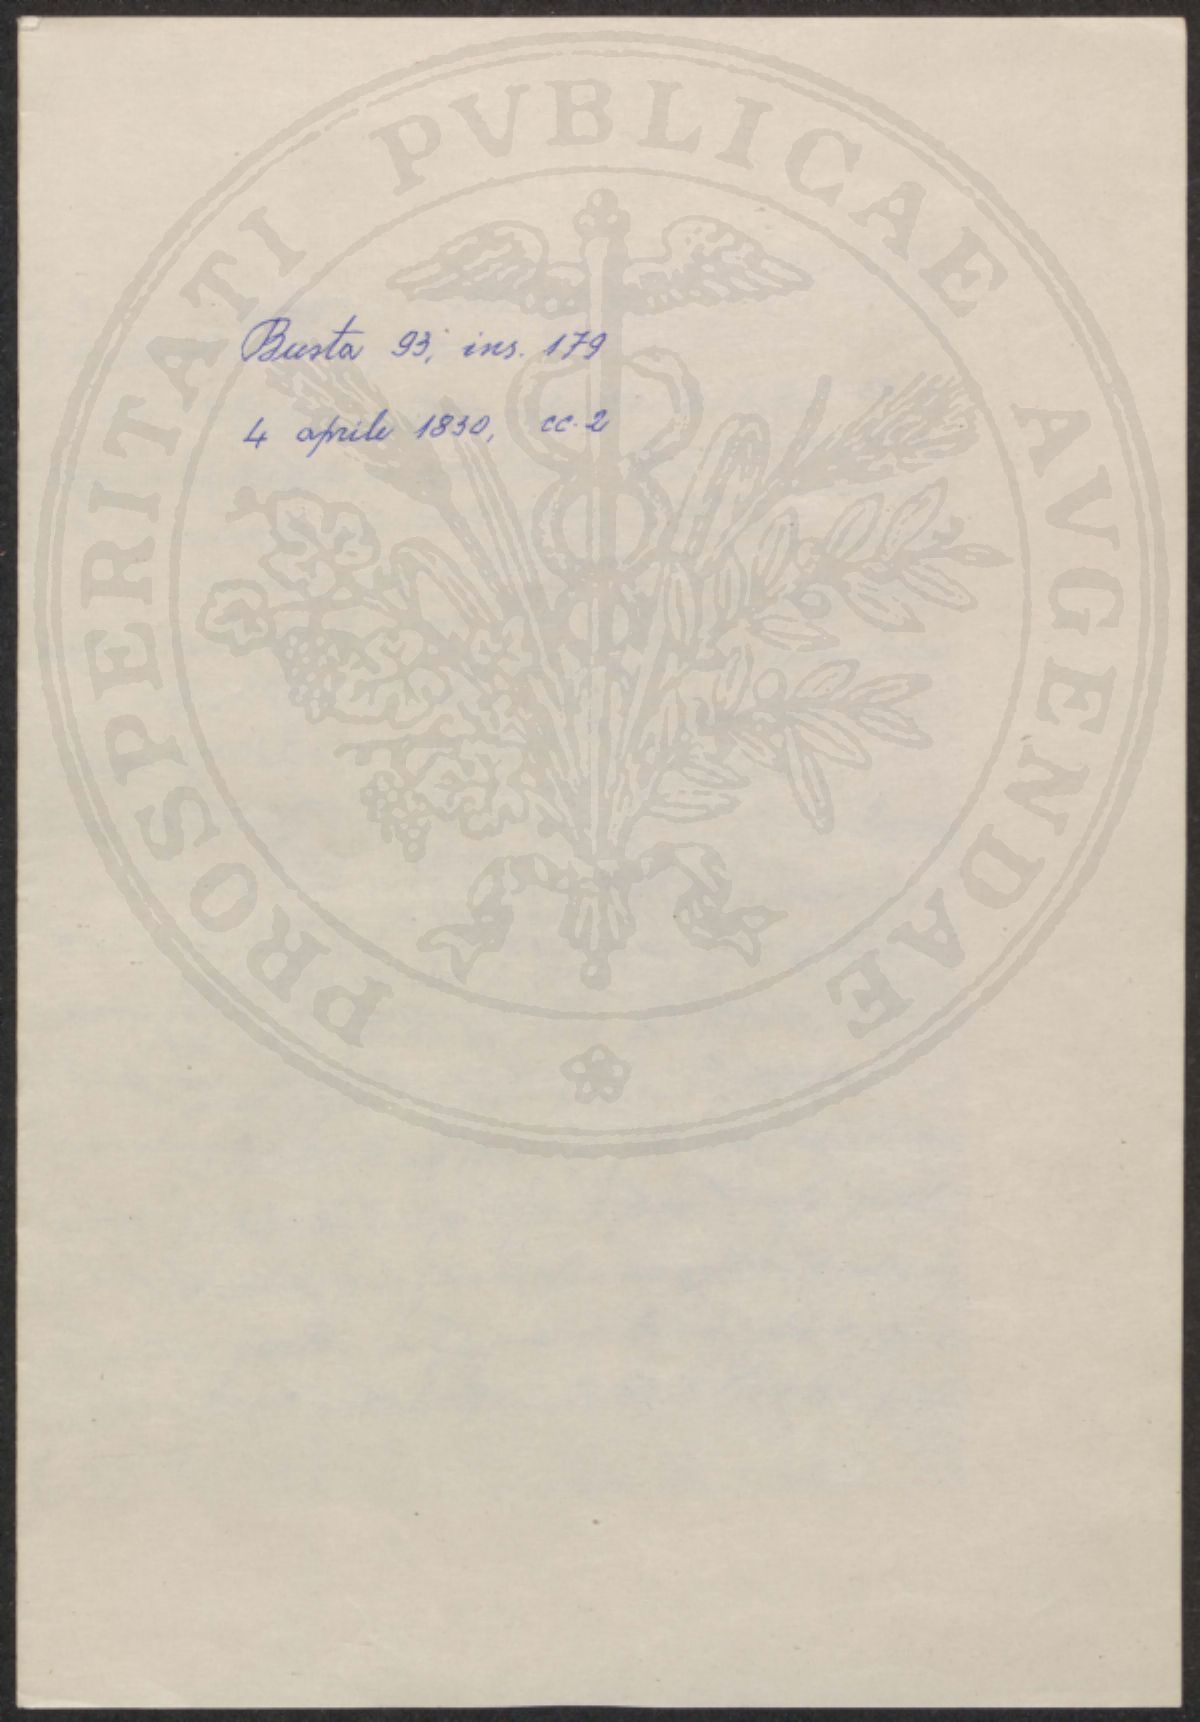 PROSPERITATI PVBLICAE AVGENDAE
Busta 93, ins. 179
4 aprile 1830, cc. 2